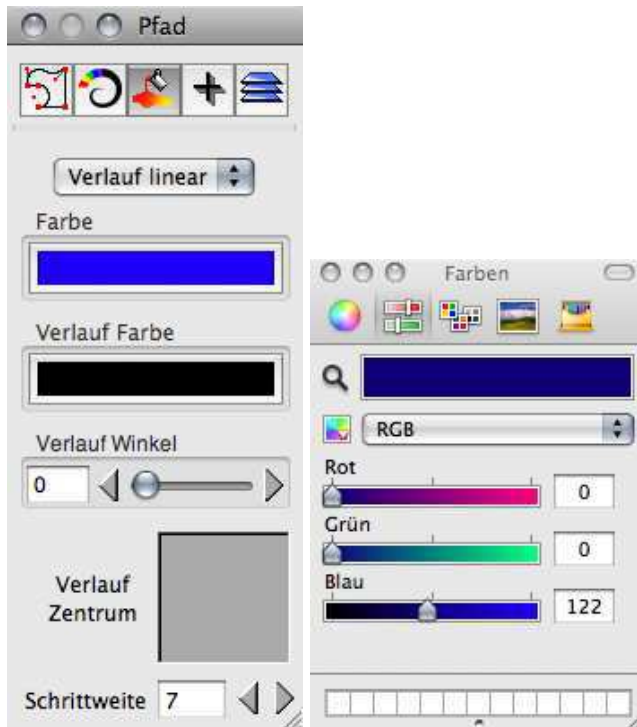 Pfad
Verlauf linear
Farbe
Verlauf Farbe
Verlauf Winkel
0
Verlauf
Zentrum
Schrittweite 7
Farben
RGB
Rot
0
Grün
0
Blau
122